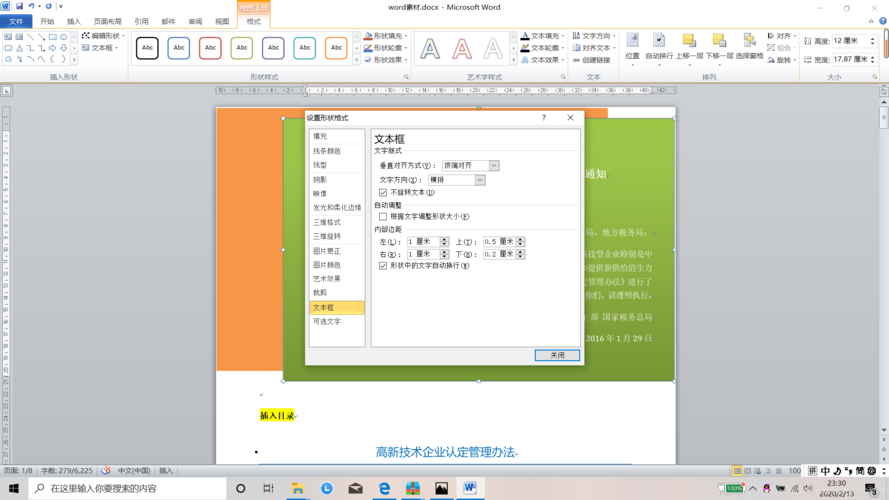 word素材.docx - Microsoft Word
绘图工具
文件 开始 插入 页面布局 引用 邮件 审阅 视图 格式
编辑形状
文本框
插入形状
Abc Abc Abc Abc Abc Abc Abc
形状填充
形状轮廓
形状效果
形状样式
A A A
文本填充
文本轮廓
文本效果
艺术字样式
文字方向
对齐文本
创建链接
文本
位置 自动换行 上移一层 下移一层 选择窗格
对齐
组合
旋转
排列
高度: 12 厘米
宽度: 17.87 厘米
大小
设置形状格式
填充
线条颜色
线型
阴影
映像
发光和柔化边缘
三维格式
三维旋转
图片更正
图片颜色
艺术效果
裁剪
文本框
可选文字
文本框
文字版式
垂直对齐方式(V): 顶端对齐
文字方向(X): 横排
不旋转文本(D)
自动调整
根据文字调整形状大小(F)
内部边距
左(L): 1 厘米 上(T): 0.5 厘米
右(R): 1 厘米 下(B): 0.2 厘米
形状中的文字自动换行(W)
关闭
通知
局、地方税务局:
科技型企业特别是中
提供新供给的生力
定管理办法》进行了
你们,请遵照执行。
部 国家税务总局
2016 年 1 月 29 日
插入目录
高新技术企业认定管理办法
页面: 1/8 字数: 279/6,225 中文(中国) 插入
100
拼 中 简
在这里输入你要搜索的内容
100%
23:30
2020/2/13
3